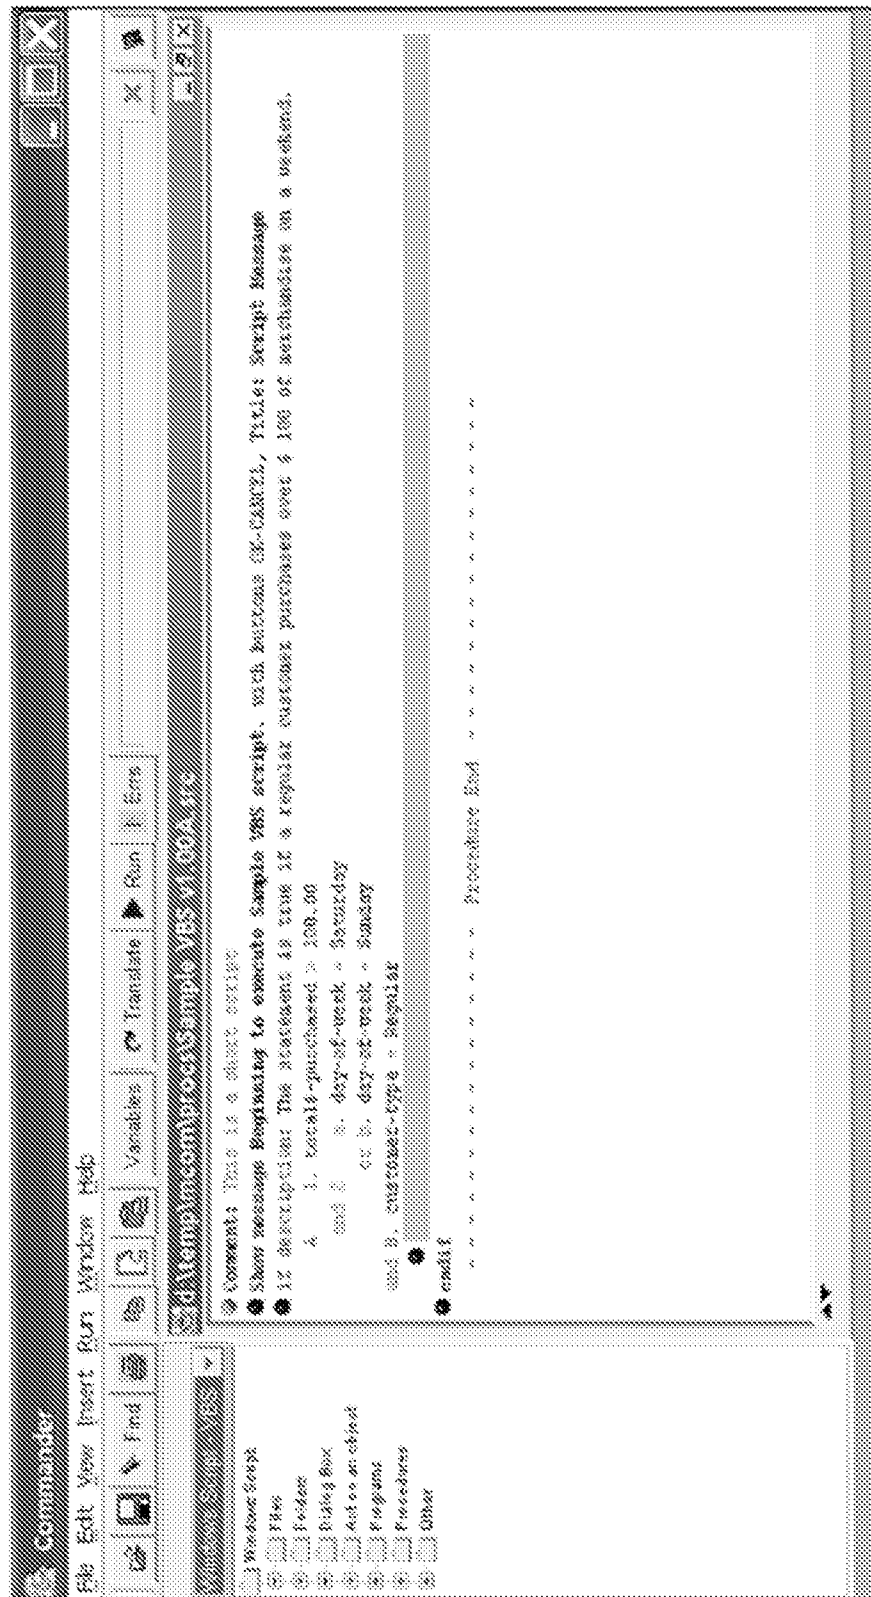 Commander
File Edit View Insert Run Window Help
Find Variables Translate Run Errs
Windows Script
Files
Folders
Dialog Box
Act on an object
Programs
Procedures
Other
Comment: This is a short script
Show message Beginning to execute Sample VBS script. with buttons OK-CANCEL, Title: Script Message
if description: The statement is true if a regular customer purchases over $ 100 of merchandise on a weekend.
A 1. totals-purchased > 100.00
and 2 a. day-of-week = Saturday
or b. day-of-week = Sunday
and B. customer-type = Regular
endif
Procedure End